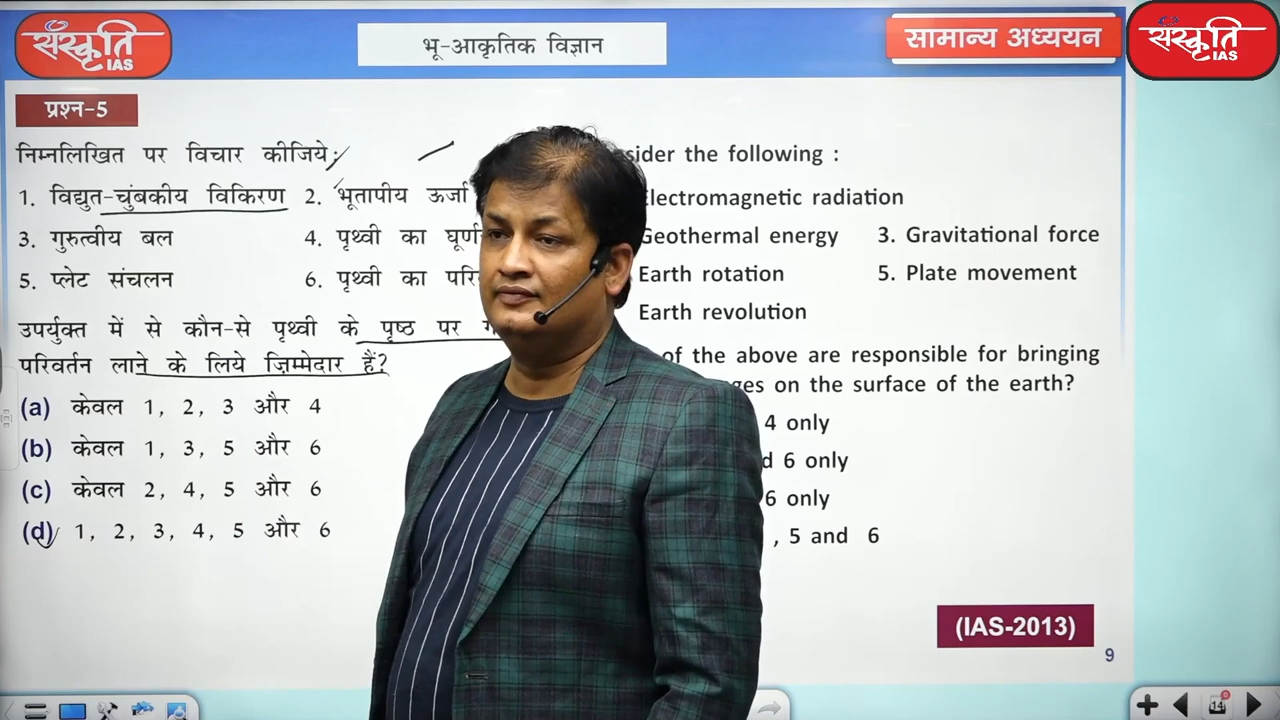 संस्कृति
IAS
भू-आकृतिक विज्ञान
सामान्य अध्ययन
संस्कृति
IAS
प्रश्न-5
निम्नलिखित पर विचार कीजिये:
1. विद्युत-चुंबकीय विकिरण 2. भूतापीय ऊर्जा
3. गुरुत्वीय बल 4. पृथ्वी का
5. प्लेट संचलन 6. पृथ्वी का
उपर्युक्त में से कौन-से पृथ्वी के पृष्ठ पर
परिवर्तन लाने के लिये ज़िम्मेदार हैं?
(a) केवल 1, 2, 3 और 4
(b) केवल 1, 3, 5 और 6
(c) केवल 2, 4, 5 और 6
(d) 1, 2, 3, 4, 5 और 6
the following :
Electromagnetic radiation
Geothermal energy 3. Gravitational force
Earth rotation 5. Plate movement
Earth revolution
of the above are responsible for bringing
on the surface of the earth?
4 only
6 only
6 only
, 5 and 6
(IAS-2013)
9
14